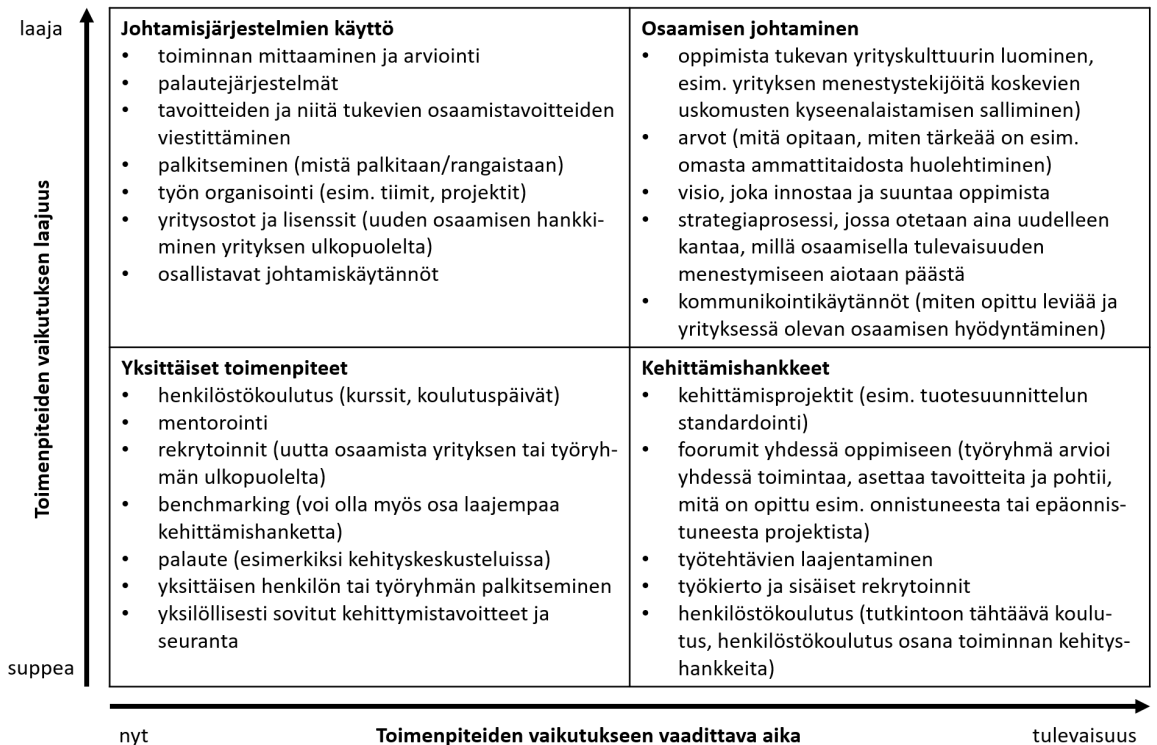 laaja
Toimenpiteiden vaikutuksen laajuus
suppea
Johtamisjärjestelmien käyttö
• toiminnan mittaaminen ja arviointi
• palautejärjestelmät
• tavoitteiden ja niitä tukevien osaamistavoitteiden
viestittäminen
• palkitseminen (mistä palkitaan/rangaistaan)
• työn organisointi (esim. tiimit, projektit)
• yritysostot ja lisenssit (uuden osaamisen hankki-
minen yrityksen ulkopuolelta)
• osallistavat johtamiskäytännöt
Osaamisen johtaminen
• oppimista tukevan yrityskulttuurin luominen,
esim. yrityksen menestystekijöitä koskevien
uskomusten kyseenalaistamisen salliminen)
• arvot (mitä opitaan, miten tärkeää on esim.
omasta ammattitaidosta huolehtiminen)
• visio, joka innostaa ja suuntaa oppimista
• strategiaprosessi, jossa otetaan aina uudelleen
kantaa, millä osaamisella tulevaisuuden
menestymiseen aiotaan päästä
• kommunikointikäytännöt (miten opittu leviää ja
yrityksessä olevan osaamisen hyödyntäminen)
Yksittäiset toimenpiteet
• henkilöstökoulutus (kurssit, koulutuspäivät)
• mentorointi
• rekrytoinnit (uutta osaamista yrityksen tai työryh-
män ulkopuolelta)
• benchmarking (voi olla myös osa laajempaa
kehittämishanketta)
• palaute (esimerkiksi kehityskeskusteluissa)
• yksittäisen henkilön tai työryhmän palkitseminen
• yksilöllisesti sovitut kehittymistavoitteet ja
seuranta
Kehittämishankkeet
• kehittämisprojektit (esim. tuotesuunnittelun
standardointi)
• foorumit yhdessä oppimiseen (työryhmä arvioi
yhdessä toimintaa, asettaa tavoitteita ja pohtii,
mitä on opittu esim. onnistuneesta tai epäonnis-
tuneesta projektista)
• työtehtävien laajentaminen
• työkierto ja sisäiset rekrytoinnit
• henkilöstökoulutus (tutkintoon tähtäävä koulu-
tus, henkilöstökoulutus osana toiminnan kehitys-
hankkeita)
nyt
Toimenpiteiden vaikutukseen vaadittava aika
tulevaisuus